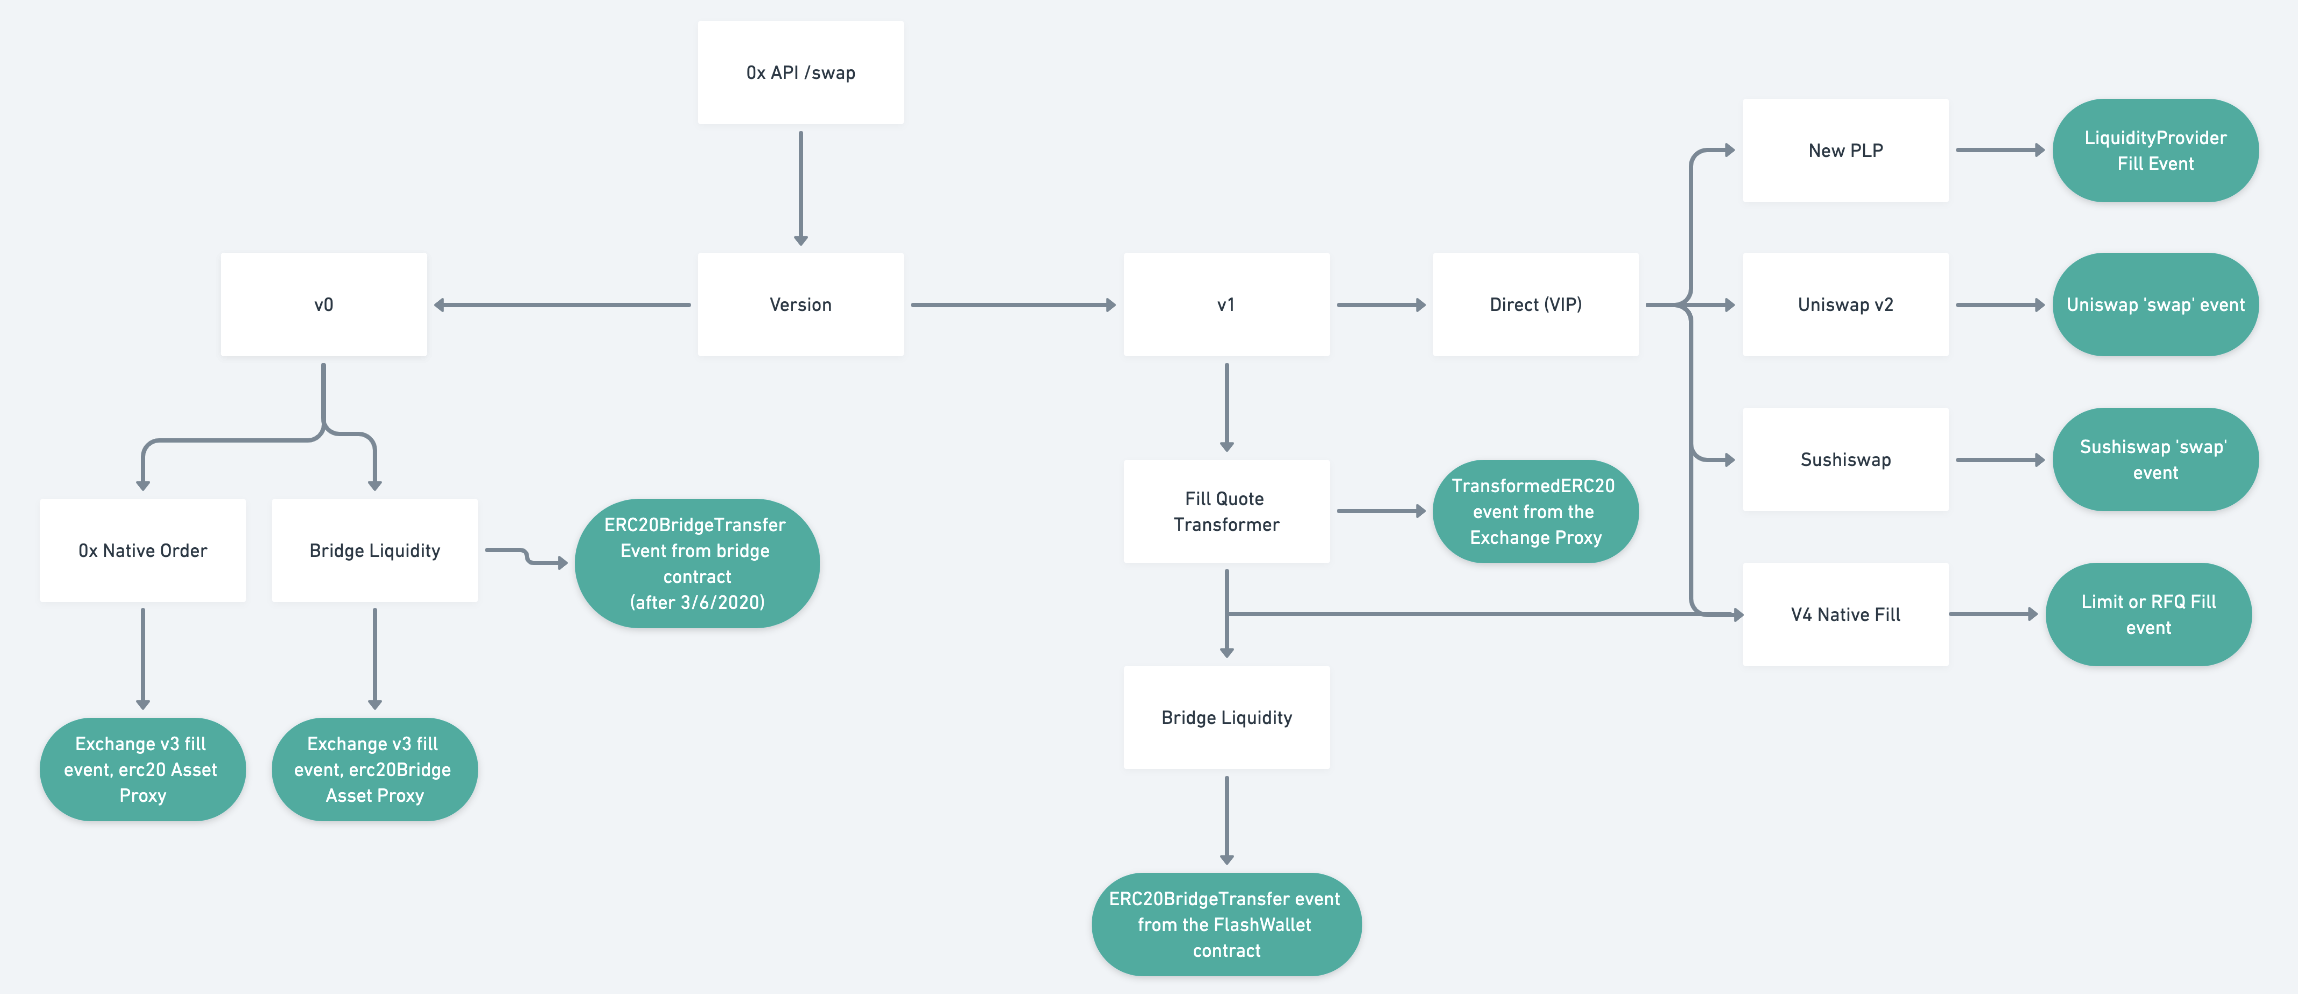 0x API /swap
New PLP
LiquidityProvider
Fill Event
v0
Version
v1
Direct (VIP)
Uniswap v2
Uniswap 'swap' event
Sushiswap
Sushiswap 'swap'
event
Fill Quote
Transformer
TransformedERC20
event from the
Exchange Proxy
0x Native Order
Bridge Liquidity
ERC20BridgeTransfer
Event from bridge
contract
(after 3/6/2020)
V4 Native Fill
Limit or RFQ Fill
event
Bridge Liquidity
Exchange v3 fill
event, erc20 Asset
Proxy
Exchange v3 fill
event, erc20Bridge
Asset Proxy
ERC20BridgeTransfer event
from the FlashWallet
contract